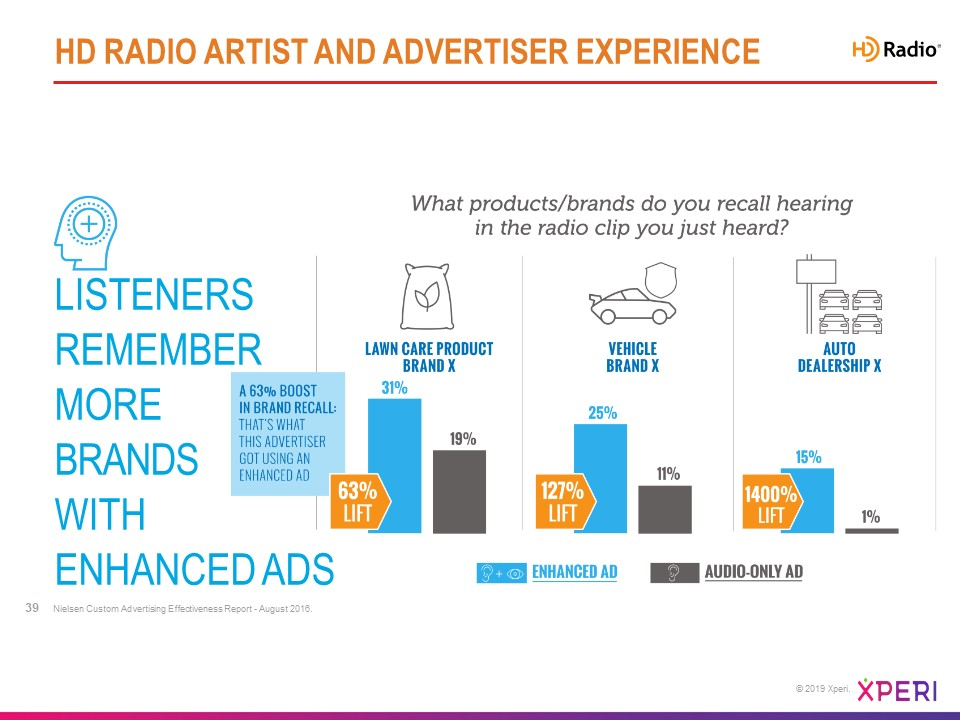 HD RADIO ARTIST AND ADVERTISER EXPERIENCE
HD Radio®
What products/brands do you recall hearing
in the radio clip you just heard?
LISTENERS
REMEMBER
MORE
BRANDS
WITH
ENHANCED ADS
A 63% BOOST
IN BRAND RECALL:
THAT'S WHAT
THIS ADVERTISER
GOT USING AN
ENHANCED AD
LAWN CARE PRODUCT
BRAND X
31%
19%
63%
LIFT
VEHICLE
BRAND X
25%
11%
127%
LIFT
AUTO
DEALERSHIP X
15%
1%
1400%
LIFT
ENHANCED AD
AUDIO-ONLY AD
39 Nielsen Custom Advertising Effectiveness Report - August 2016.
© 2019 Xperi.
XPERI